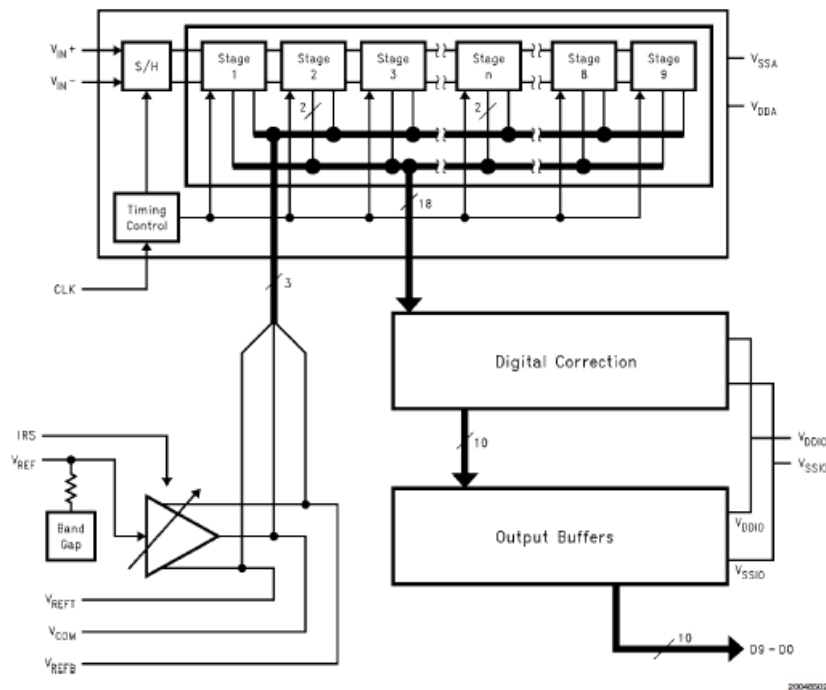 VIN+
VIN-
S/H
Stage 1
Stage 2
Stage 3
Stage n
Stage 8
Stage 9
VSSA
VDDA
2
2
18
Timing
Control
CLK
3
Digital Correction
IRS
VREF
10
VDDIO
VSSIO
Band
Gap
Output Buffers
VDDIO
VSSIO
VREFT
VCOM
VREFB
10
D9-D0
20048502